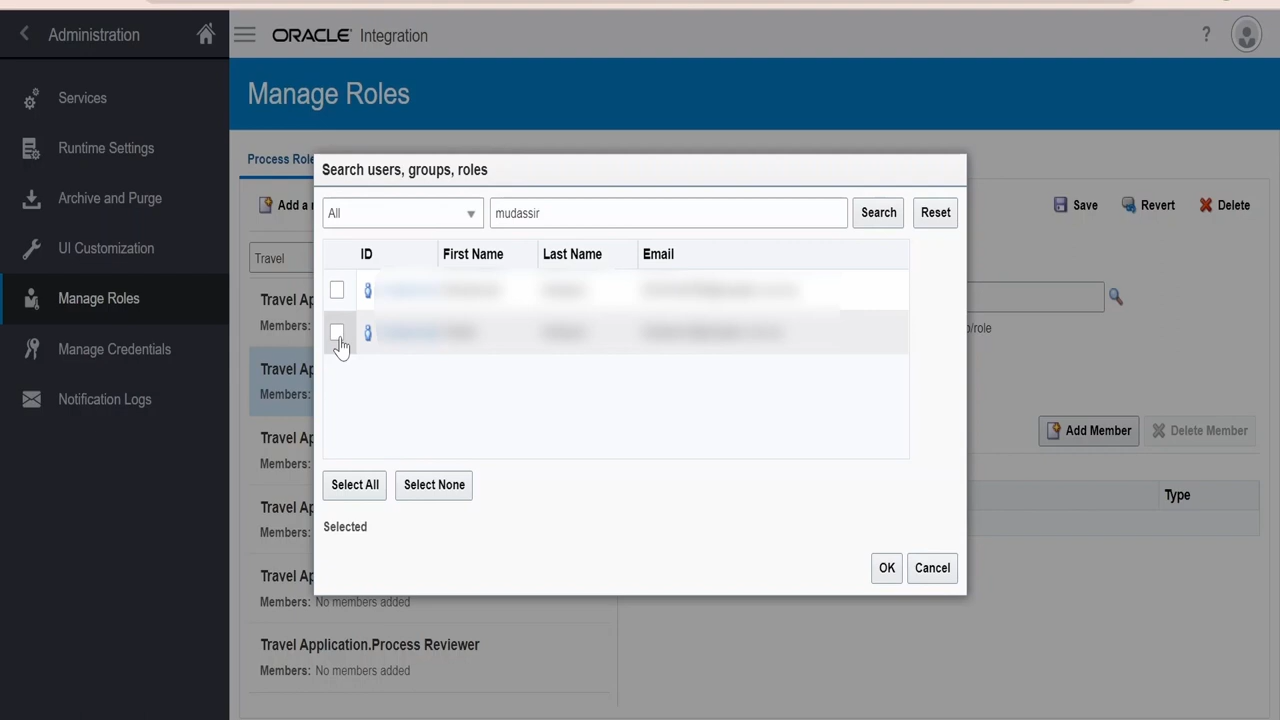 Administration
ORACLE Integration
?
Services
Runtime Settings
Archive and Purge
UI Customization
Manage Roles
Manage Credentials
Notification Logs
Manage Roles
Process Role
Add a
Save
Revert
Delete
Travel
Travel Ap
Members:
Travel Ap
Members:
Travel Ap
Members:
Travel Ap
Members:
Travel Ap
Members: No members added
Travel Application.Process Reviewer
Members: No members added
/role
Add Member
Delete Member
Type
Search users, groups, roles
All
mudassir
Search
Reset
ID
First Name
Last Name
Email
Select All
Select None
Selected
OK
Cancel